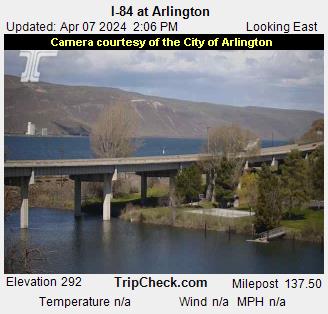 I-84 at Arlington
Updated: Apr 07 2024 2:06 PM Looking East
Camera courtesy of the City of Arlington
Elevation 292 TripCheck.com Milepost 137.50
Temperature n/a Wind n/a MPH n/a